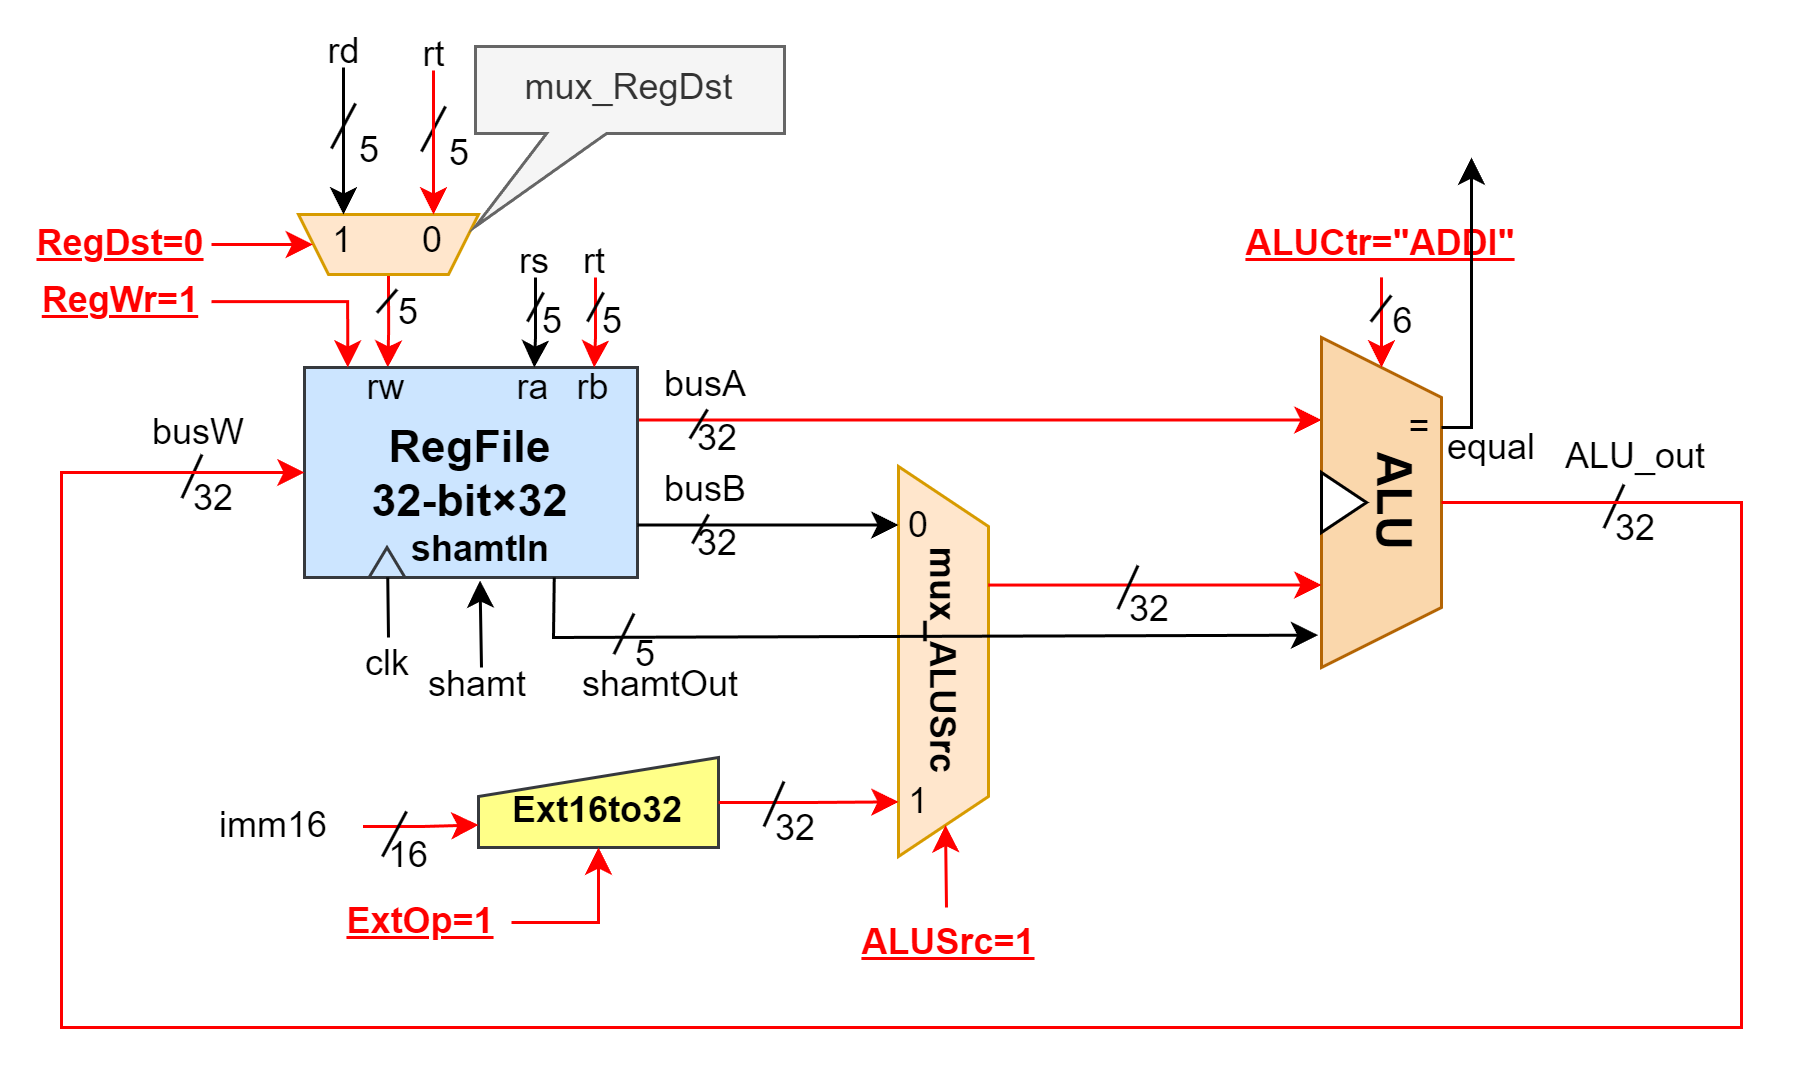 rd
rt
mux_RegDst
5
5
RegDst=0
1
0
ALUCtr="ADDI"
RegWr=1
5
rs
rt
5
5
6
rw
ra
rb
busA
32
busW
32
RegFile
32-bit×32
shamtIn
busB
32
0
=
equal
ALU
ALU_out
32
mux_ALUSrc
32
clk
shamt
5
shamtOut
imm16
16
Ext16to32
32
1
ExtOp=1
ALUSrc=1